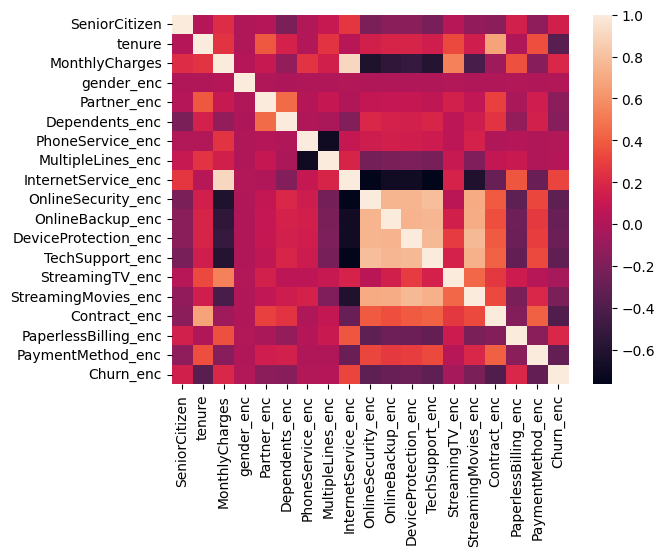 SeniorCitizen
tenure
MonthlyCharges
gender_enc
Partner_enc
Dependents_enc
PhoneService_enc
MultipleLines_enc
InternetService_enc
OnlineSecurity_enc
OnlineBackup_enc
DeviceProtection_enc
TechSupport_enc
StreamingTV_enc
StreamingMovies_enc
Contract_enc
PaperlessBilling_enc
PaymentMethod_enc
Churn_enc
SeniorCitizen
tenure
MonthlyCharges
gender_enc
Partner_enc
Dependents_enc
PhoneService_enc
MultipleLines_enc
InternetService_enc
OnlineSecurity_enc
OnlineBackup_enc
DeviceProtection_enc
TechSupport_enc
StreamingTV_enc
StreamingMovies_enc
Contract_enc
PaperlessBilling_enc
PaymentMethod_enc
Churn_enc
1.0
0.8
0.6
0.4
0.2
0.0
−0.2
−0.4
−0.6